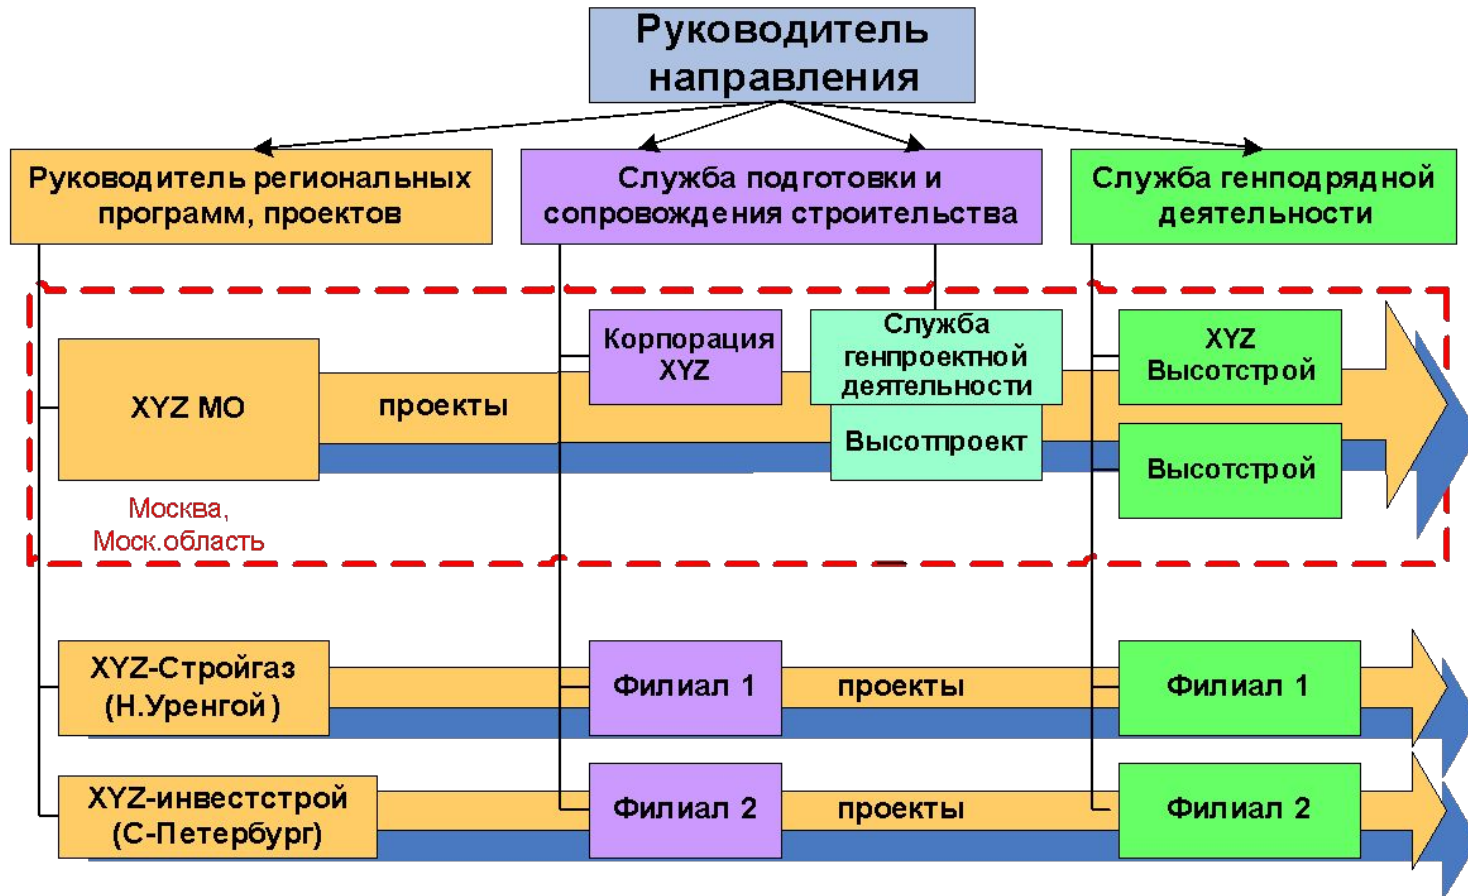 Руководитель
направления
Руководитель региональных
программ, проектов
Служба подготовки и
сопровождения строительства
Служба генподрядной
деятельности
XYZ МО
проекты
Корпорация
XYZ
Служба
генпроектной
деятельности
Высотпроект
XYZ
Высотстрой
Высотстрой
Москва,
Моск.область
XYZ-Стройгаз
(Н.Уренгой)
Филиал 1
проекты
Филиал 1
XYZ-инвестстрой
(С-Петербург)
Филиал 2
проекты
Филиал 2